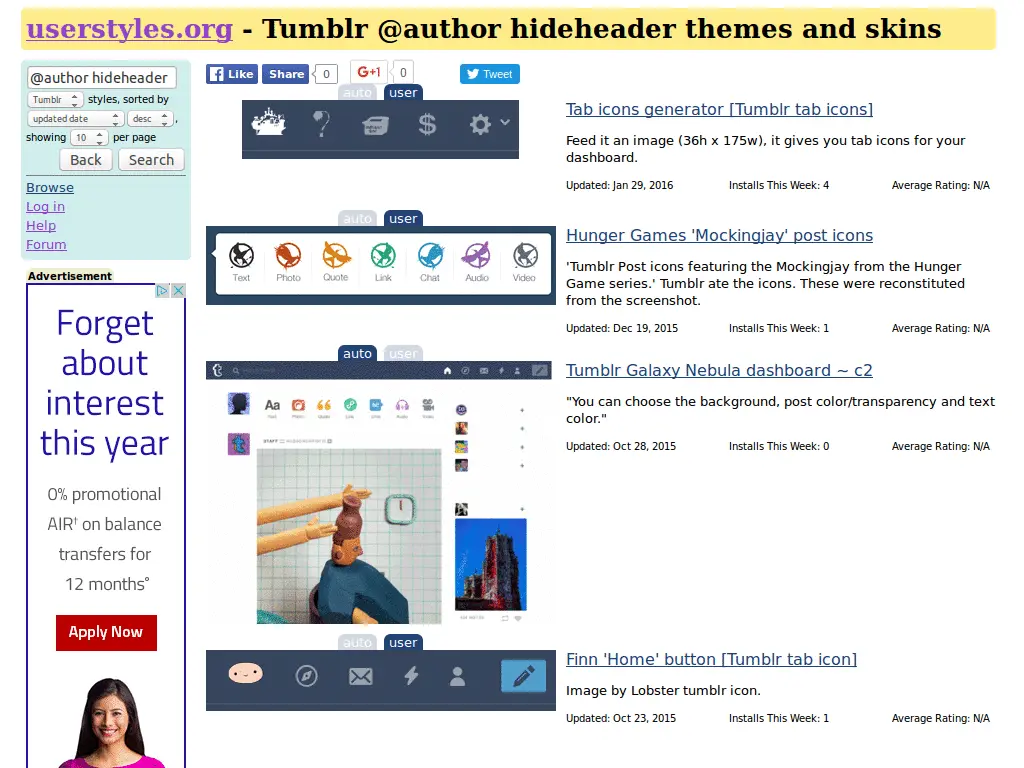 userstyles.org - Tumblr @author hideheader themes and skins
@author hideheader
Tumblr styles, sorted by
updated date desc ,
showing 10 per page
Back Search
Browse
Log in
Help
Forum
Advertisement
Forget
about
interest
this year
0% promotional
AIR† on balance
transfers for
12 months°
Apply Now
Like Share 0 G+1 0 Tweet
auto user
Tab icons generator [Tumblr tab icons]
Feed it an image (36h x 175w), it gives you tab icons for your
dashboard.
Updated: Jan 29, 2016 Installs This Week: 4 Average Rating: N/A
auto user
Text Photo Quote Link Chat Audio Video
Hunger Games 'Mockingjay' post icons
'Tumblr Post icons featuring the Mockingjay from the Hunger
Game series.' Tumblr ate the icons. These were reconstituted
from the screenshot.
Updated: Dec 19, 2015 Installs This Week: 1 Average Rating: N/A
auto user
Aa
STAFF
Tumblr Galaxy Nebula dashboard ~ c2
"You can choose the background, post color/transparency and text
color."
Updated: Oct 28, 2015 Installs This Week: 0 Average Rating: N/A
auto user
Finn 'Home' button [Tumblr tab icon]
Image by Lobster tumblr icon.
Updated: Oct 23, 2015 Installs This Week: 1 Average Rating: N/A